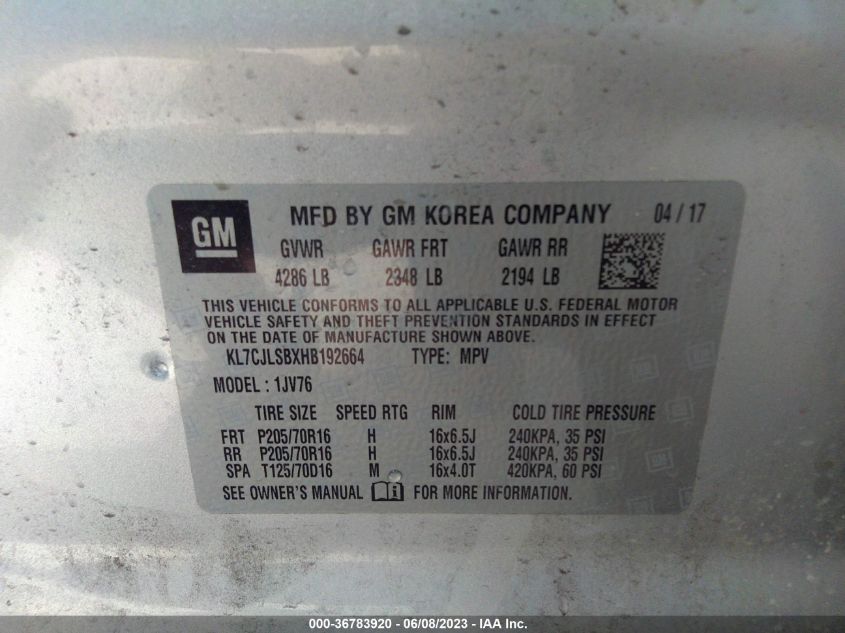 GM MFD BY GM KOREA COMPANY 04 / 17
GVWR GAWR FRT GAWR RR
4286 LB 2348 LB 2194 LB
THIS VEHICLE CONFORMS TO ALL APPLICABLE U.S. FEDERAL MOTOR
VEHICLE SAFETY AND THEFT PREVENTION STANDARDS IN EFFECT
ON THE DATE OF MANUFACTURE SHOWN ABOVE.
KL7CJLSBXHB192664 TYPE: MPV
MODEL : 1JV76
TIRE SIZE SPEED RTG RIM COLD TIRE PRESSURE
FRT P205/70R16 H 16x6.5J 240KPA, 35 PSI
RR P205/70R16 H 16x6.5J 240KPA, 35 PSI
SPA T125/70D16 M 16x4.0T 420KPA, 60 PSI
SEE OWNER'S MANUAL FOR MORE INFORMATION.
000-36783920 - 06/08/2023 - IAA Inc.